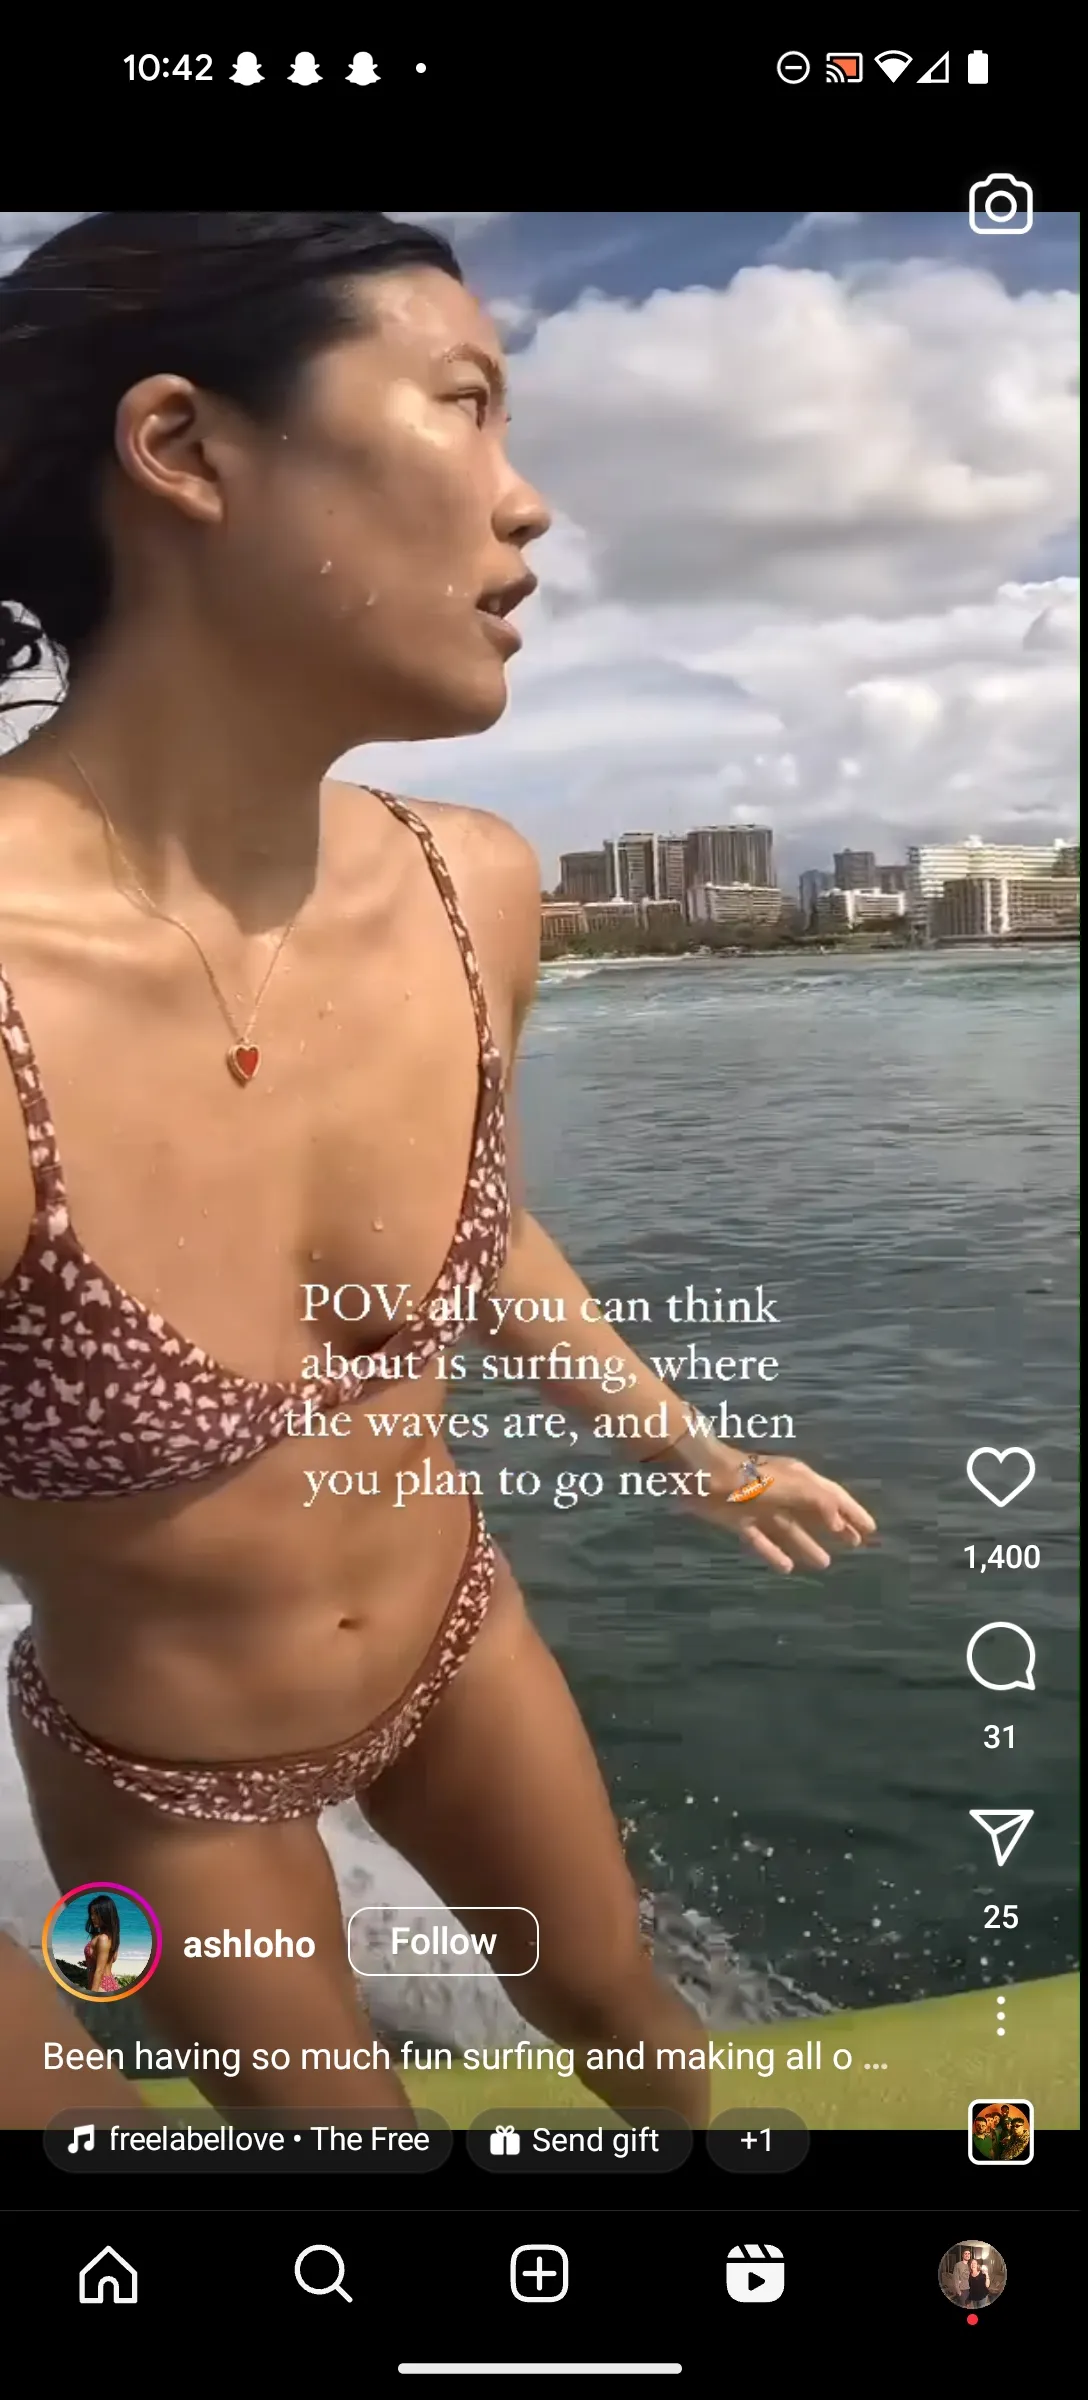 10:42
POV: all you can think
about is surfing, where
the waves are, and when
you plan to go next 🏄
1,400
31
25
ashloho Follow
Been having so much fun surfing and making all o ...
freelabellove • The Free Send gift +1